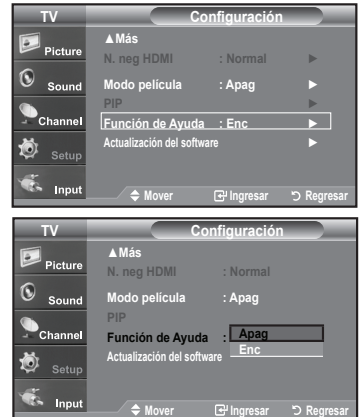 TV Configuración
▲Más
Picture
N. neg HDMI : Normal ►
Sound
Modo película : Apag ►
PIP ►
Channel
Función de Ayuda : Enc ►
Setup
Actualización del software ►
Input
Mover Ingresar Regresar
TV Configuración
▲Más
Picture
N. neg HDMI : Normal
Sound
Modo película : Apag
PIP
Channel
Función de Ayuda : Apag
Enc
Setup
Actualización del software
Input
Mover Ingresar Regresar